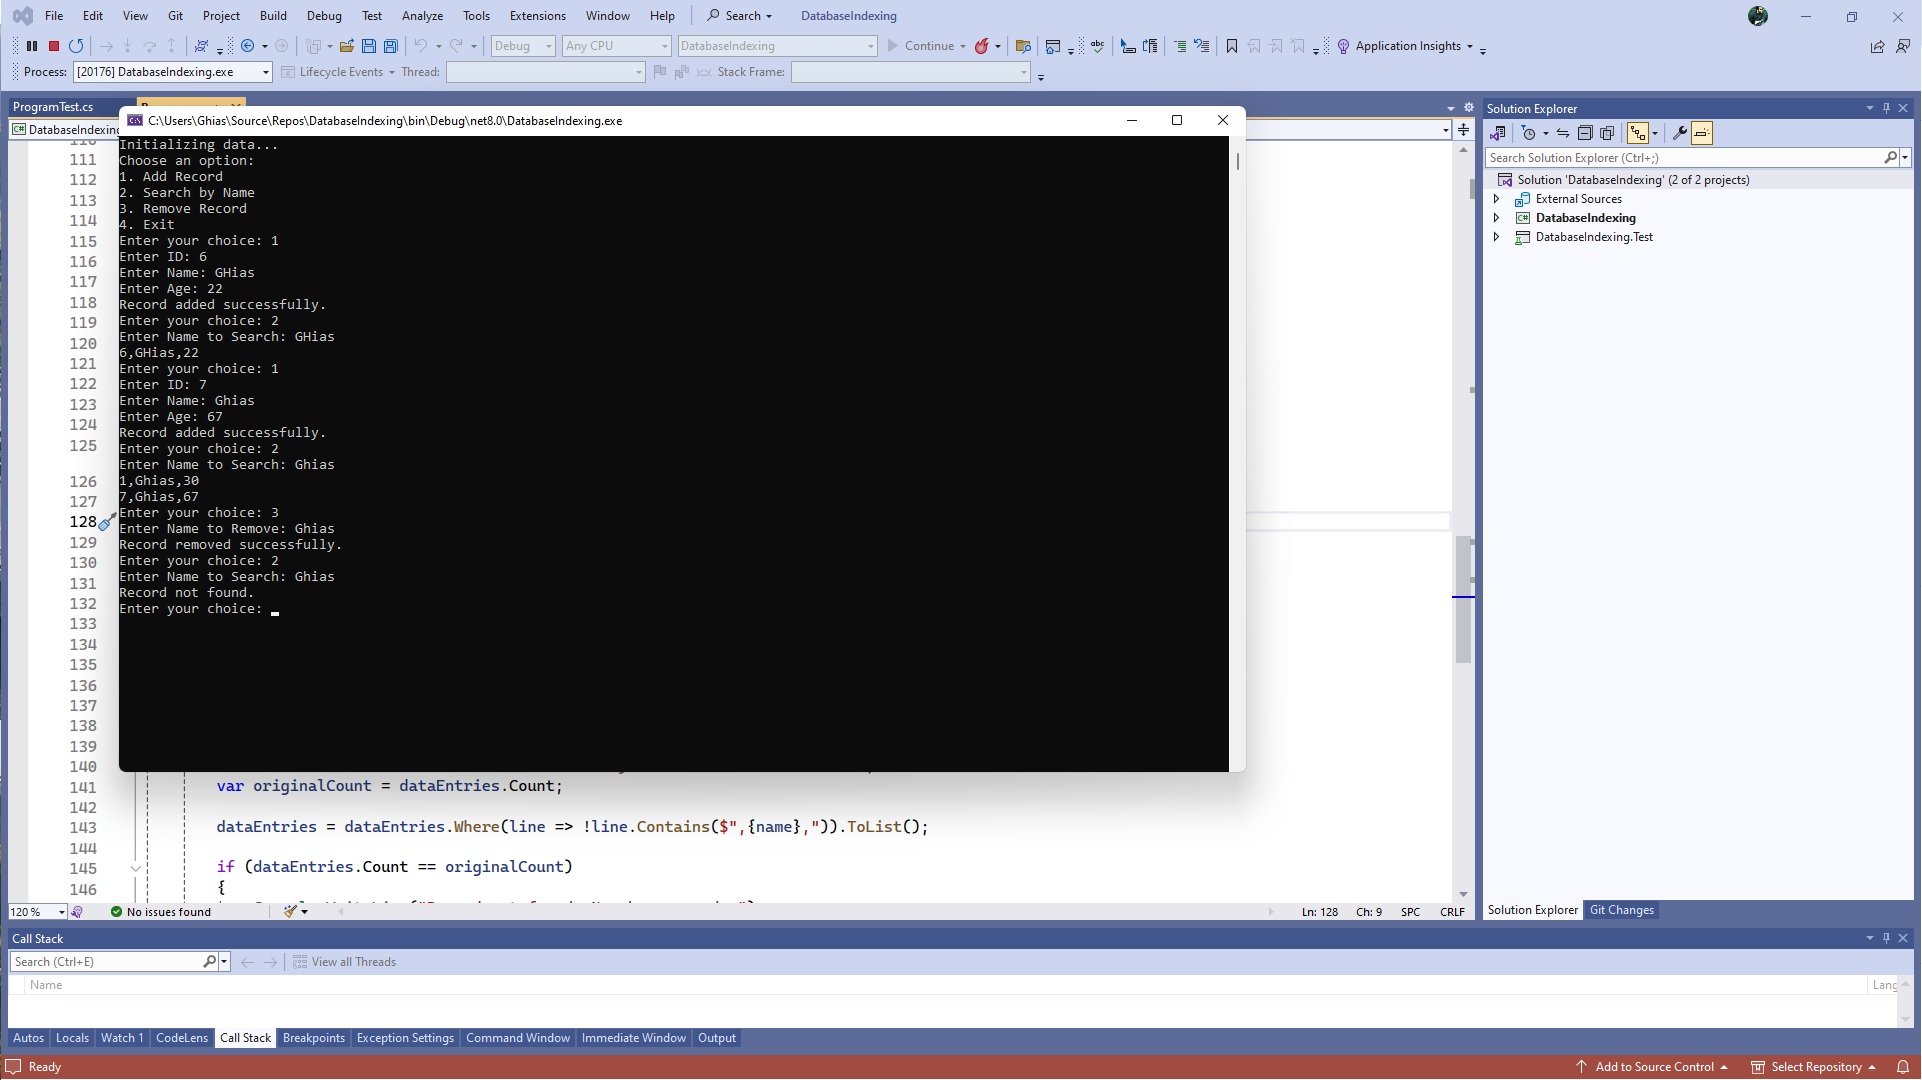 File Edit View Git Project Build Debug Test Analyze Tools Extensions Window Help Search DatabaseIndexing
Debug Any CPU DatabaseIndexing Continue Application Insights
Process: [20176] DatabaseIndexing.exe Lifecycle Events Thread: Stack Frame:
ProgramTest.cs
DatabaseIndexing
C:\Users\Ghias\Source\Repos\DatabaseIndexing\bin\Debug\net8.0\DatabaseIndexing.exe
Initializing data...
Choose an option:
1. Add Record
2. Search by Name
3. Remove Record
4. Exit
Enter your choice: 1
Enter ID: 6
Enter Name: GHias
Enter Age: 22
Record added successfully.
Enter your choice: 2
Enter Name to Search: GHias
6,GHias,22
Enter your choice: 1
Enter ID: 7
Enter Name: Ghias
Enter Age: 67
Record added successfully.
Enter your choice: 2
Enter Name to Search: Ghias
1,Ghias,30
7,Ghias,67
Enter your choice: 3
Enter Name to Remove: Ghias
Record removed successfully.
Enter your choice: 2
Enter Name to Search: Ghias
Record not found.
Enter your choice:
111
112
113
114
115
116
117
118
119
120
121
122
123
124
125
126
127
128
129
130
131
132
133
134
135
136
137
138
139
140
141 var originalCount = dataEntries.Count;
142
143 dataEntries = dataEntries.Where(line => !line.Contains($",{name},")).ToList();
144
145 if (dataEntries.Count == originalCount)
146 {
120 % No issues found Ln: 128 Ch: 9 SPC CRLF
Solution Explorer
Search Solution Explorer (Ctrl+;)
Solution 'DatabaseIndexing' (2 of 2 projects)
External Sources
DatabaseIndexing
DatabaseIndexing.Test
Solution Explorer Git Changes
Call Stack
Search (Ctrl+E) View all Threads
Name Lang
Autos Locals Watch 1 CodeLens Call Stack Breakpoints Exception Settings Command Window Immediate Window Output
Ready Add to Source Control Select Repository